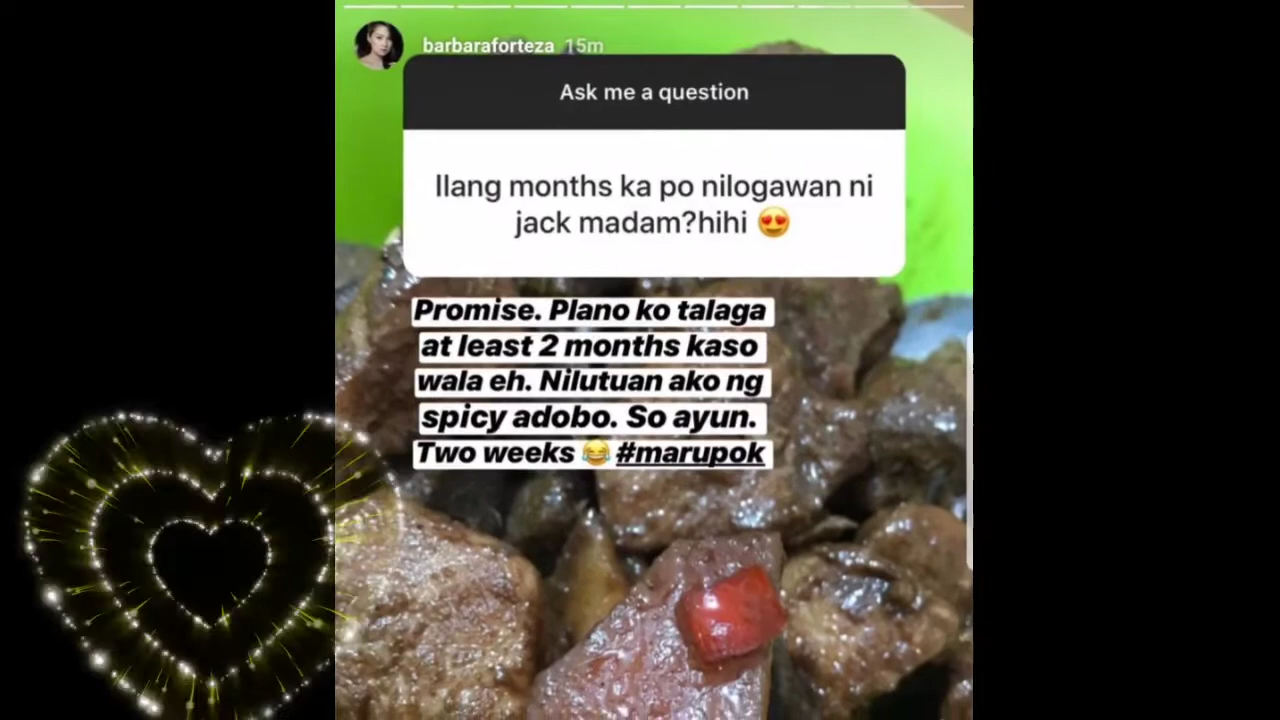 barbaraforteza 15m
Ask me a question
Ilang months ka po nilogawan ni
jack madam?hihi 😍
Promise. Plano ko talaga
at least 2 months kaso
wala eh. Nilutuan ako ng
spicy adobo. So ayun.
Two weeks 😂 #marupok